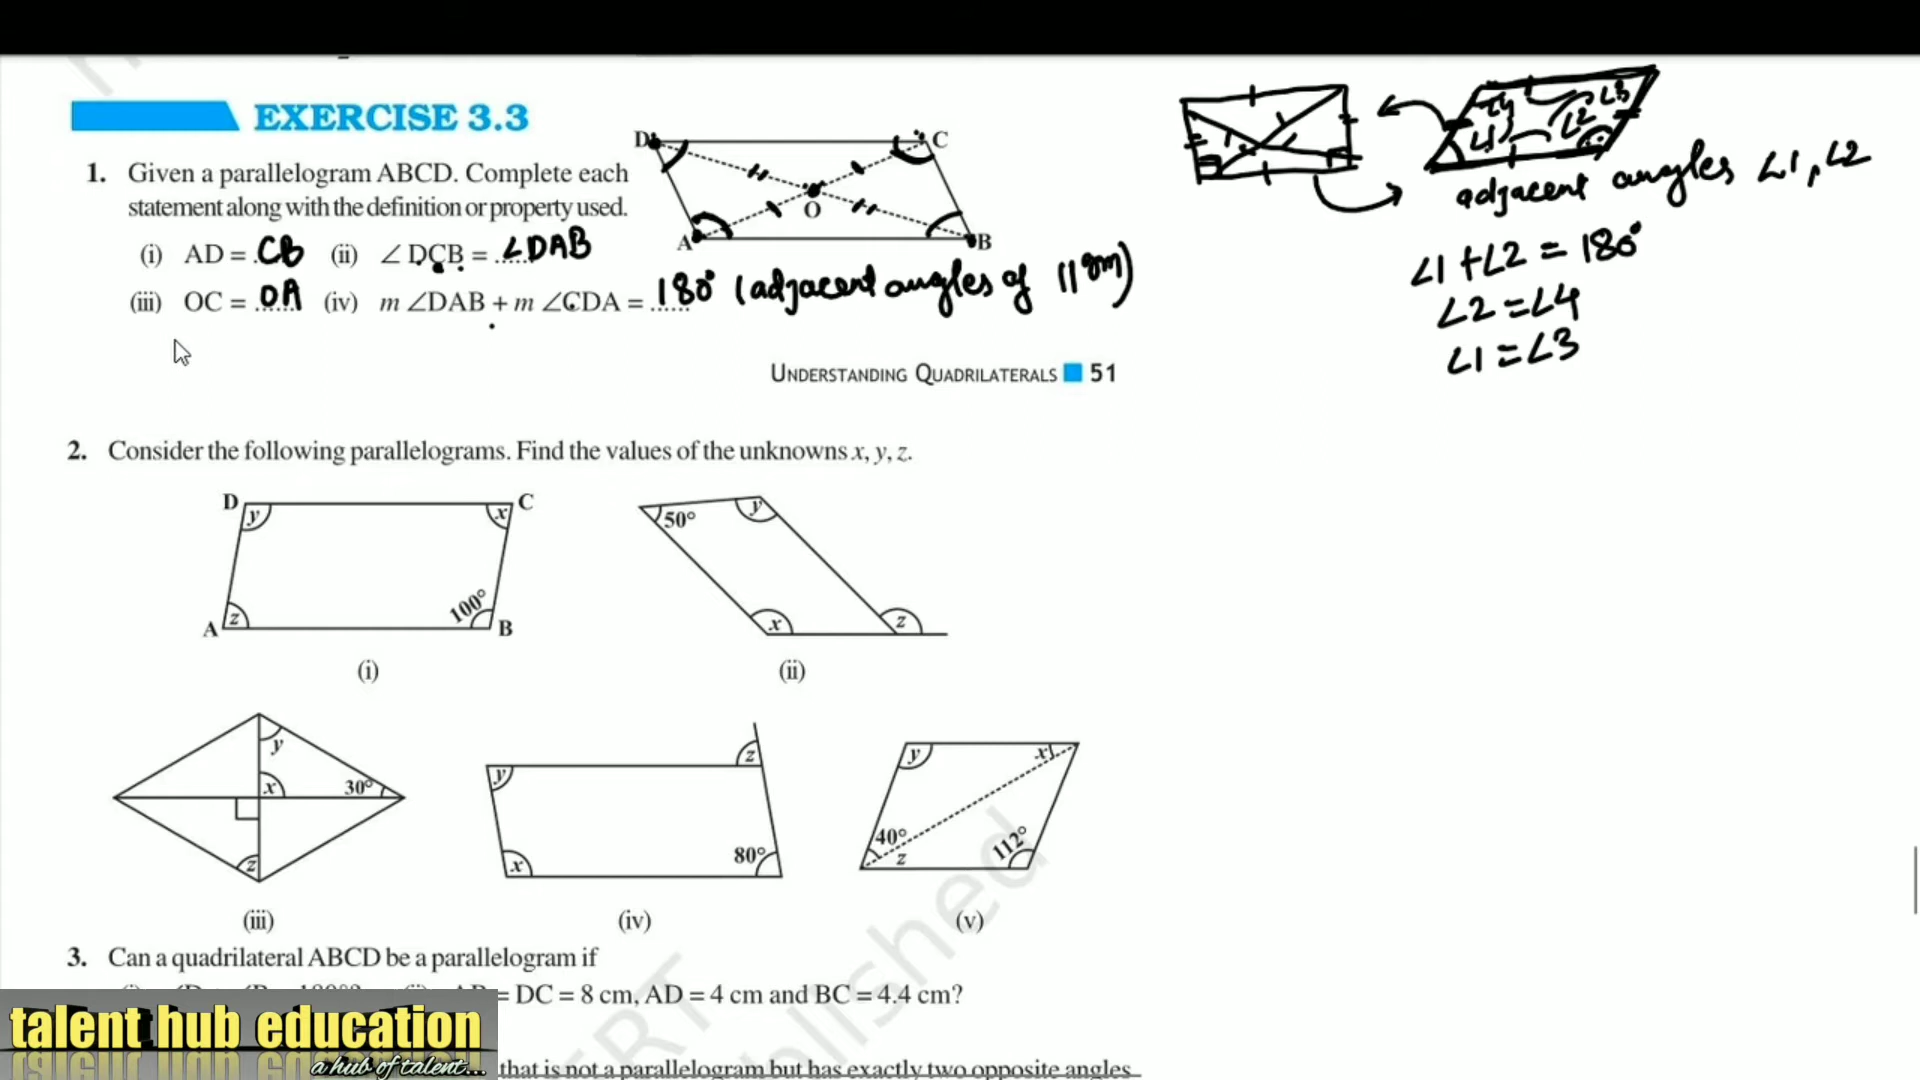 EXERCISE 3.3
1. Given a parallelogram ABCD. Complete each
statement along with the definition or property used.
(i) AD = .CB (ii) ∠ DCB = ......∠DAB
(iii) OC = ......OA (iv) m ∠DAB + m ∠CDA = ......180° (adjacent angles of ||gm)
D C
O
A B
∠4 ∠3
∠1 ∠2
adjacent angles ∠1, ∠2
∠1 + ∠2 = 180°
∠2 = ∠4
∠1 = ∠3
UNDERSTANDING QUADRILATERALS 51
2. Consider the following parallelograms. Find the values of the unknowns x, y, z.
D y x C
A z 100° B
(i)
50° y
x z
(ii)
y
x 30°
z
(iii)
z
y
x 80°
(iv)
y x
40° z 112°
(v)
3. Can a quadrilateral ABCD be a parallelogram if
= DC = 8 cm, AD = 4 cm and BC = 4.4 cm?
that is not a parallelogram but has exactly two opposite angles
talent hub education
a hub of talent...